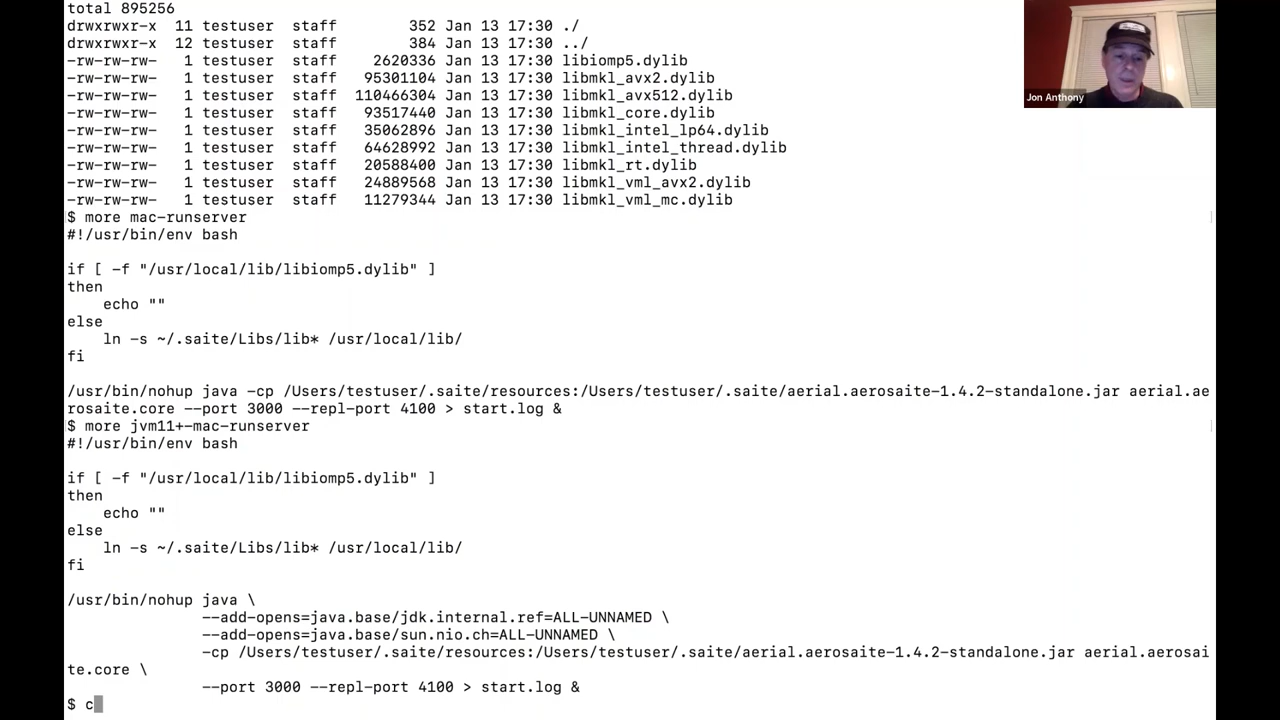 total 895256
drwxrwxr-x  11 testuser  staff        352 Jan 13 17:30 ./
drwxrwxr-x  12 testuser  staff        384 Jan 13 17:30 ../
-rw-rw-rw-   1 testuser  staff    2620336 Jan 13 17:30 libiomp5.dylib
-rw-rw-rw-   1 testuser  staff   95301104 Jan 13 17:30 libmkl_avx2.dylib
-rw-rw-rw-   1 testuser  staff  110466304 Jan 13 17:30 libmkl_avx512.dylib
-rw-rw-rw-   1 testuser  staff   93517440 Jan 13 17:30 libmkl_core.dylib
-rw-rw-rw-   1 testuser  staff   35062896 Jan 13 17:30 libmkl_intel_lp64.dylib
-rw-rw-rw-   1 testuser  staff   64628992 Jan 13 17:30 libmkl_intel_thread.dylib
-rw-rw-rw-   1 testuser  staff   20588400 Jan 13 17:30 libmkl_rt.dylib
-rw-rw-rw-   1 testuser  staff   24889568 Jan 13 17:30 libmkl_vml_avx2.dylib
-rw-rw-rw-   1 testuser  staff   11279344 Jan 13 17:30 libmkl_vml_mc.dylib
$ more mac-runserver
#!/usr/bin/env bash
if [ -f "/usr/local/lib/libiomp5.dylib" ]
then
    echo ""
else
    ln -s ~/.saite/Libs/lib* /usr/local/lib/
fi
/usr/bin/nohup java -cp /Users/testuser/.saite/resources:/Users/testuser/.saite/aerial.aerosaite-1.4.2-standalone.jar aerial.ae
rosaite.core --port 3000 --repl-port 4100 > start.log &
$ more jvm11+-mac-runserver
#!/usr/bin/env bash
if [ -f "/usr/local/lib/libiomp5.dylib" ]
then
    echo ""
else
    ln -s ~/.saite/Libs/lib* /usr/local/lib/
fi
/usr/bin/nohup java \
               --add-opens=java.base/jdk.internal.ref=ALL-UNNAMED \
               --add-opens=java.base/sun.nio.ch=ALL-UNNAMED \
               -cp /Users/testuser/.saite/resources:/Users/testuser/.saite/aerial.aerosaite-1.4.2-standalone.jar aerial.aerosai
te.core \
               --port 3000 --repl-port 4100 > start.log &
$ c
Jon Anthony